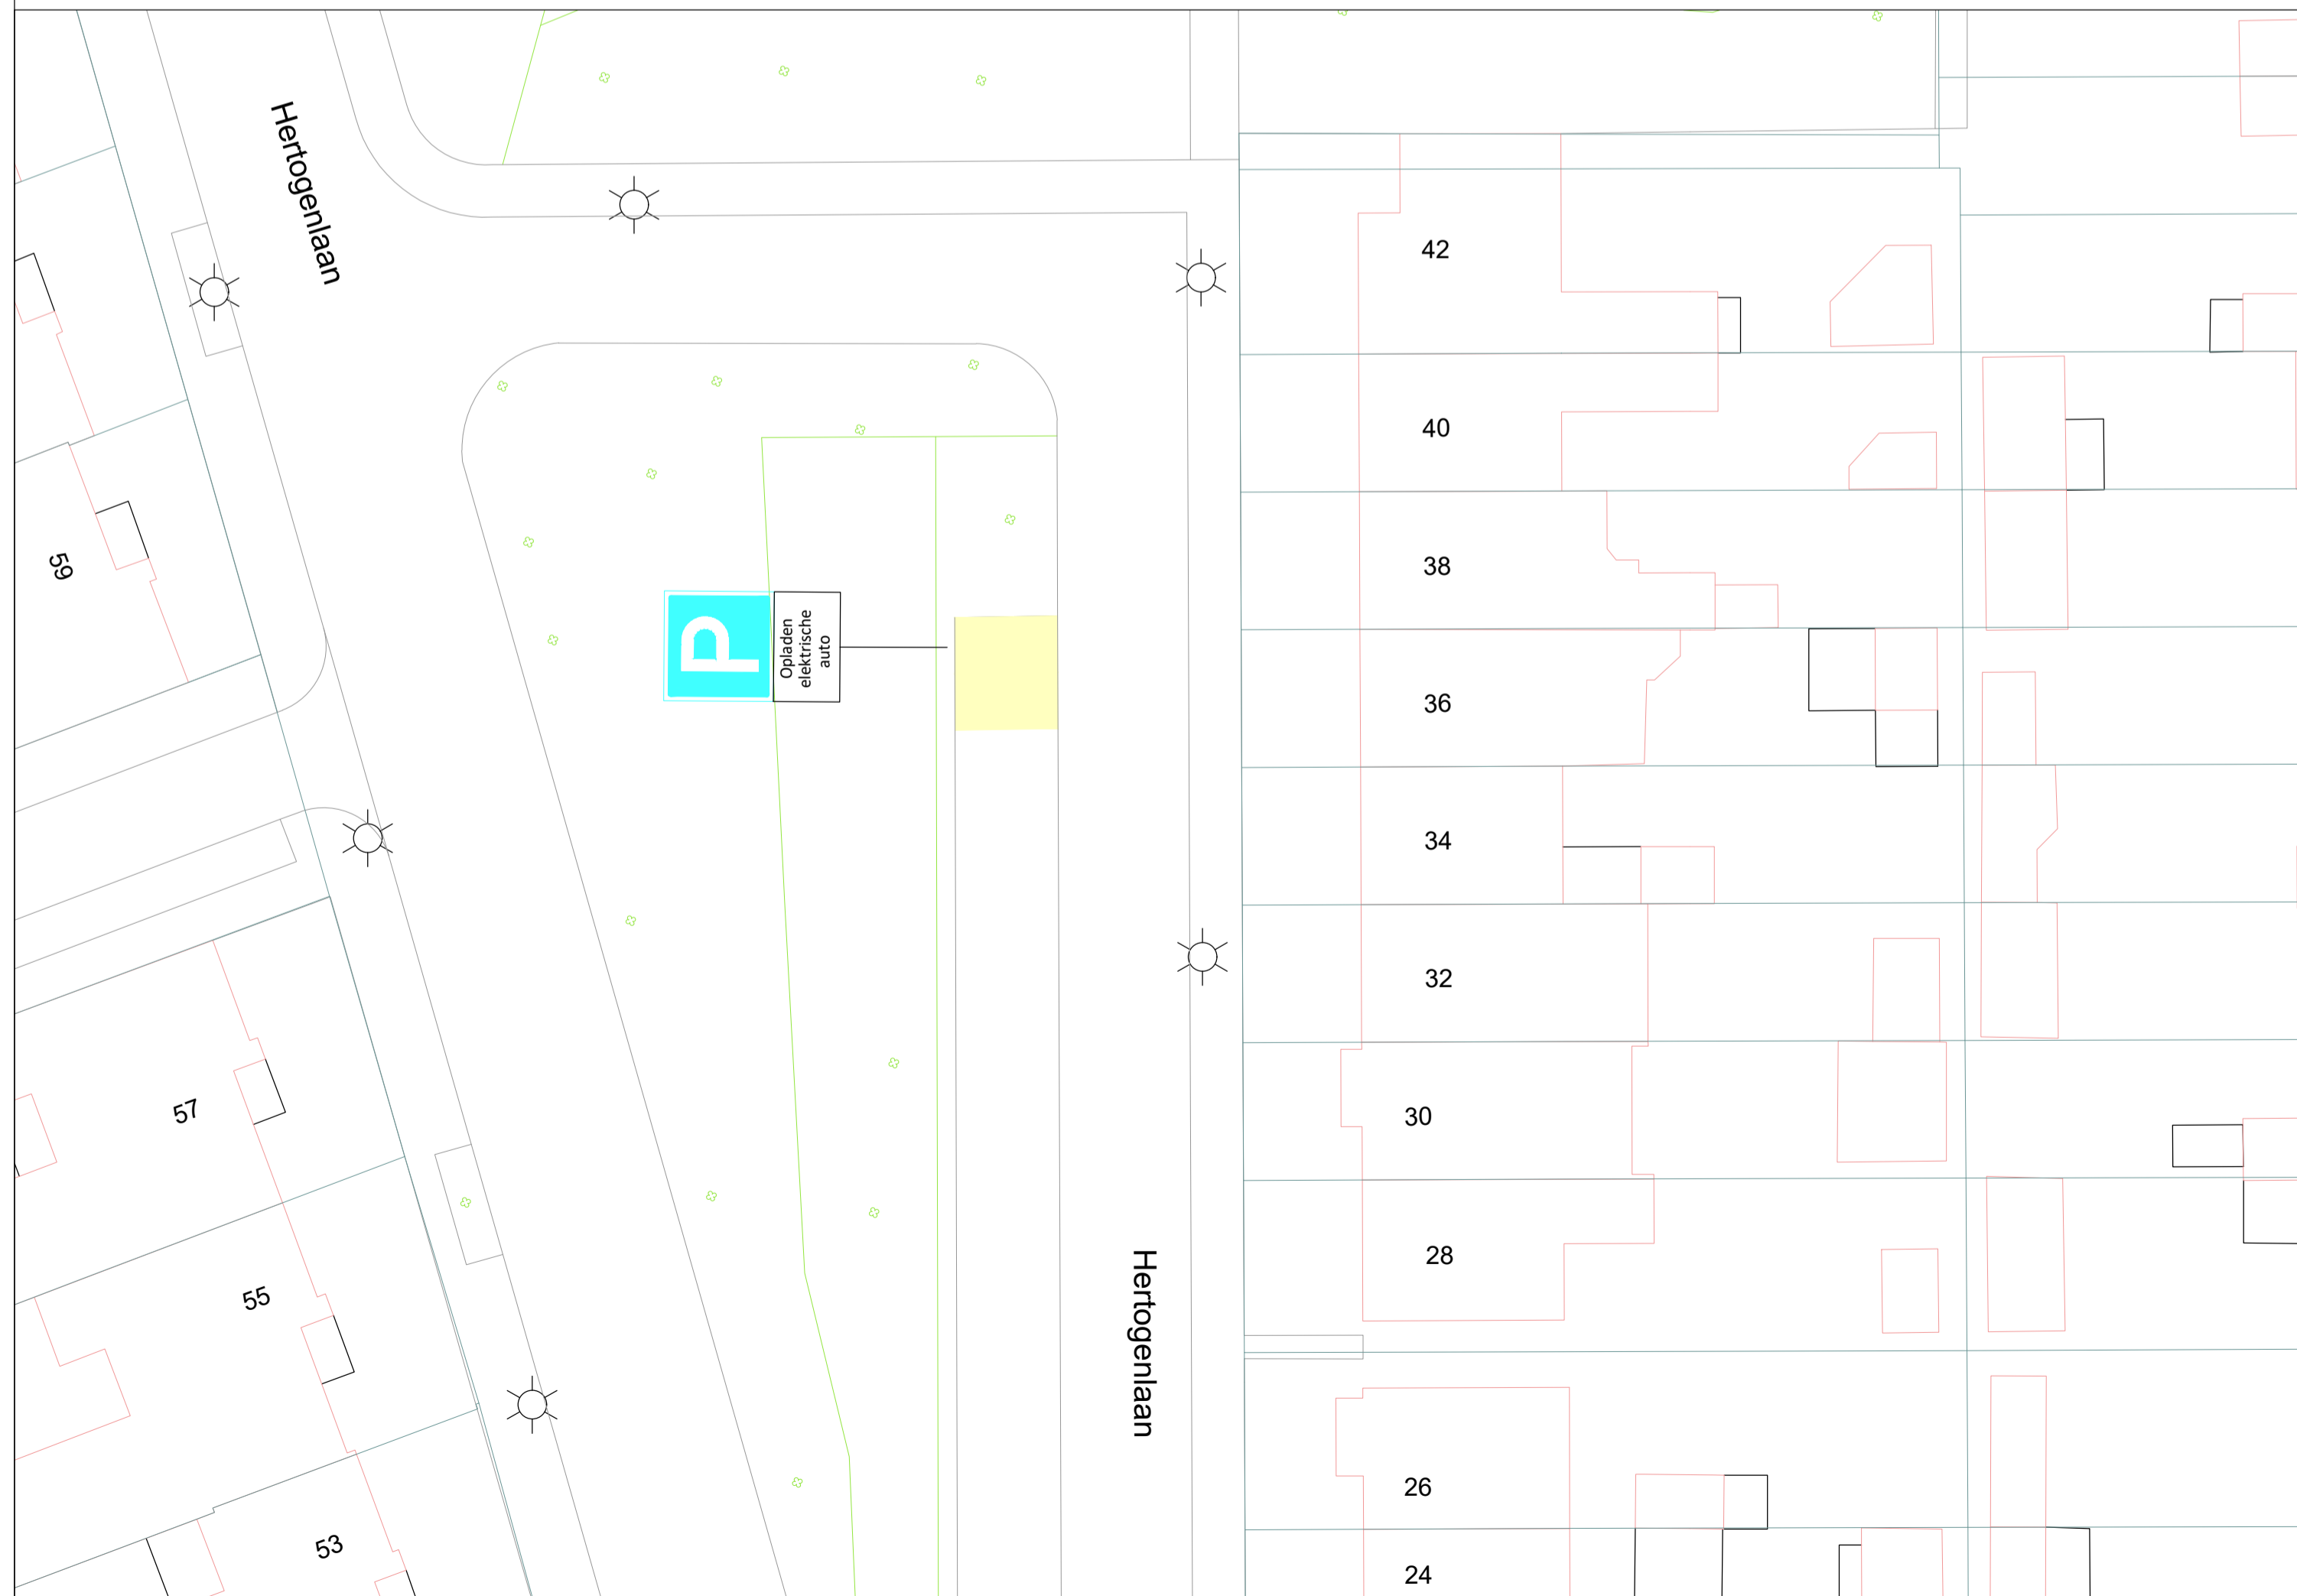 Hertogenlaan
42
40
38
36
34
32
30
28
26
24
59
57
55
53
P
Opladen
elektrische
auto
Hertogenlaan